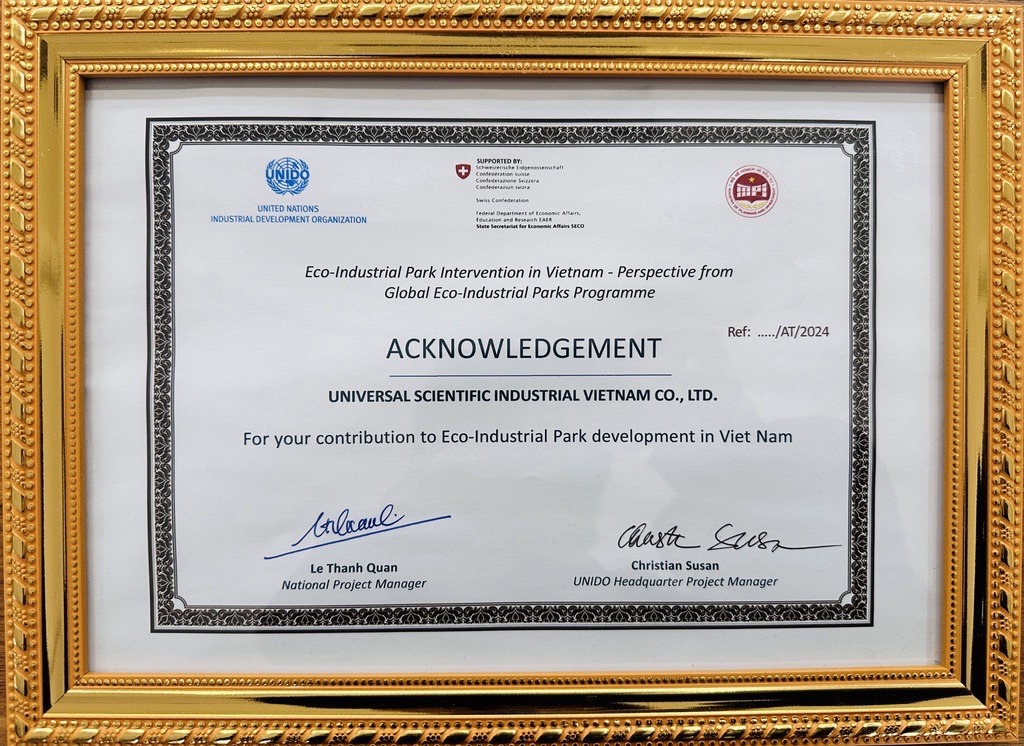 UNIDO
UNITED NATIONS
INDUSTRIAL DEVELOPMENT ORGANIZATION
SUPPORTED BY:
Schweizerische Eidgenossenschaft
Confédération suisse
Confederazione Svizzera
Confederaziun svizra
Swiss Confederation
Federal Department of Economic Affairs,
Education and Research EAER
State Secretariat for Economic Affairs SECO
MPI
Eco-Industrial Park Intervention in Vietnam - Perspective from
Global Eco-Industrial Parks Programme
Ref: ...../AT/2024
ACKNOWLEDGEMENT
UNIVERSAL SCIENTIFIC INDUSTRIAL VIETNAM CO., LTD.
For your contribution to Eco-Industrial Park development in Viet Nam
Christian Susan
Le Thanh Quan
Christian Susan
National Project Manager
UNIDO Headquarter Project Manager